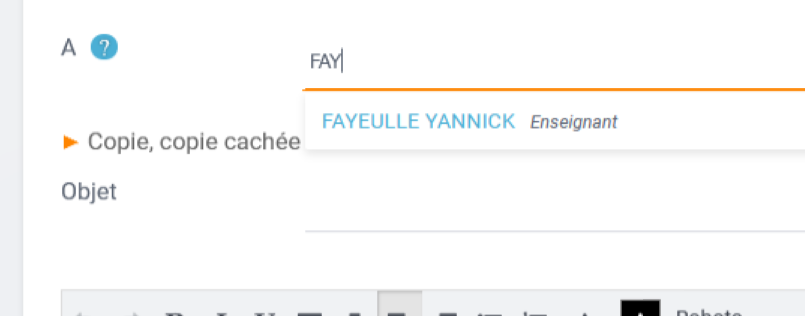 A ?
FAY
FAYEULLE YANNICK Enseignant
Copie, copie cachée
Objet